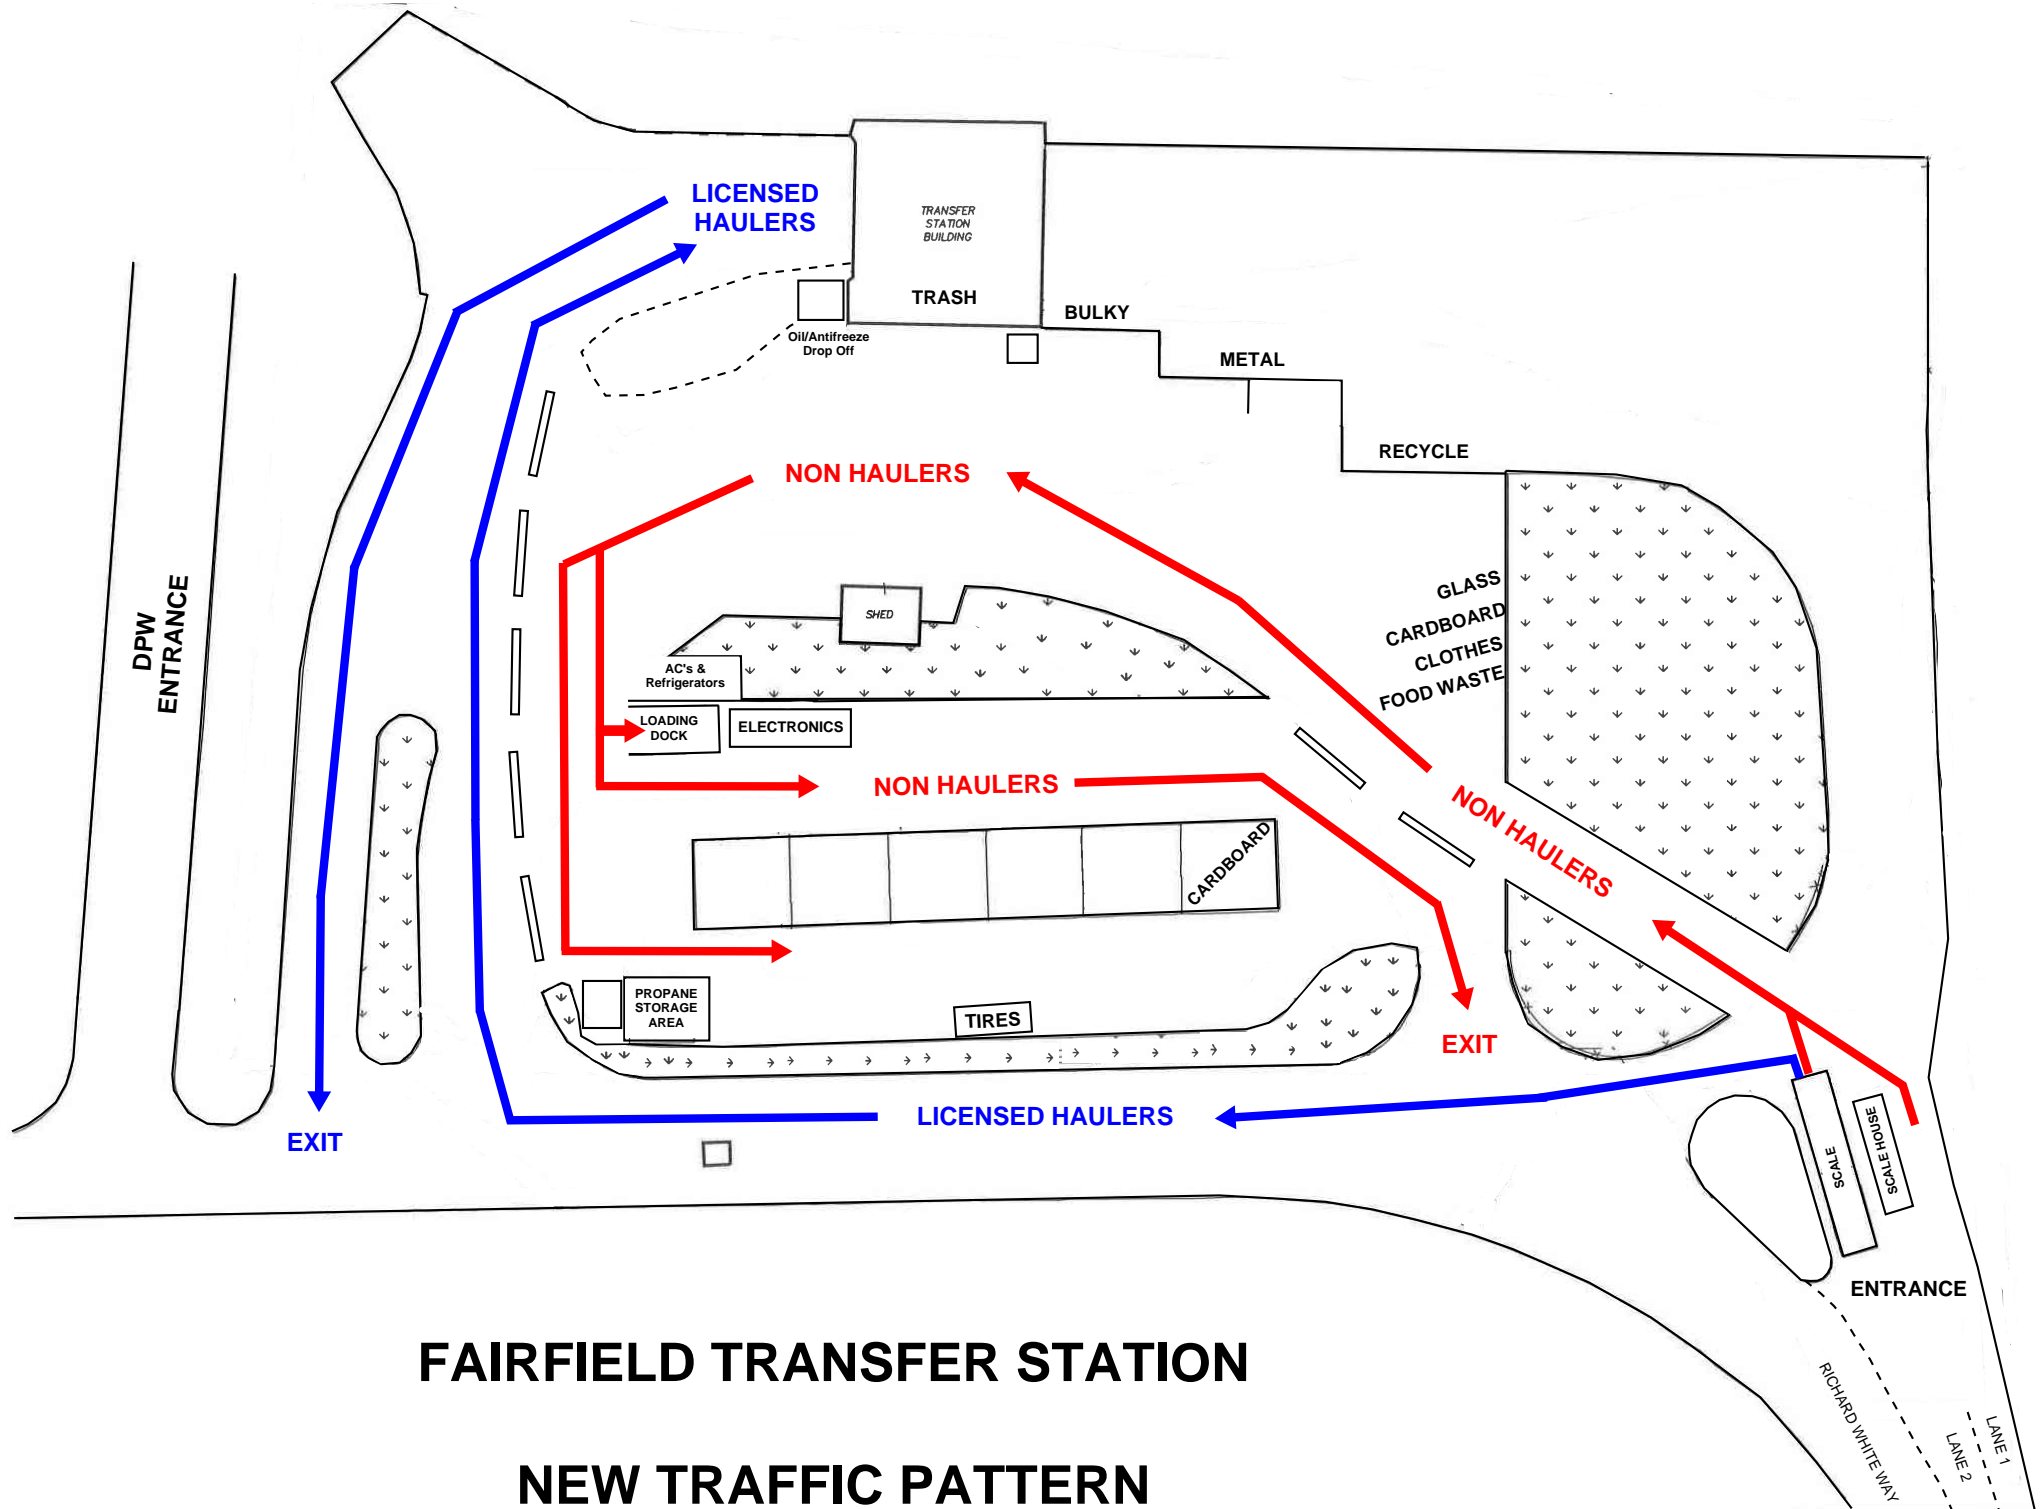 LICENSED
HAULERS
TRANSFER
STATION
BUILDING
TRASH
BULKY
Oil/Antifreeze
Drop Off
METAL
RECYCLE
NON HAULERS
GLASS
CARDBOARD
CLOTHES
FOOD WASTE
DPW
ENTRANCE
SHED
AC's &
Refrigerators
LOADING
DOCK
ELECTRONICS
NON HAULERS
NON HAULERS
CARDBOARD
PROPANE
STORAGE
AREA
TIRES
EXIT
LICENSED HAULERS
EXIT
SCALE
SCALE HOUSE
ENTRANCE
RICHARD WHITE WAY
LANE 2
LANE 1
FAIRFIELD TRANSFER STATION
NEW TRAFFIC PATTERN